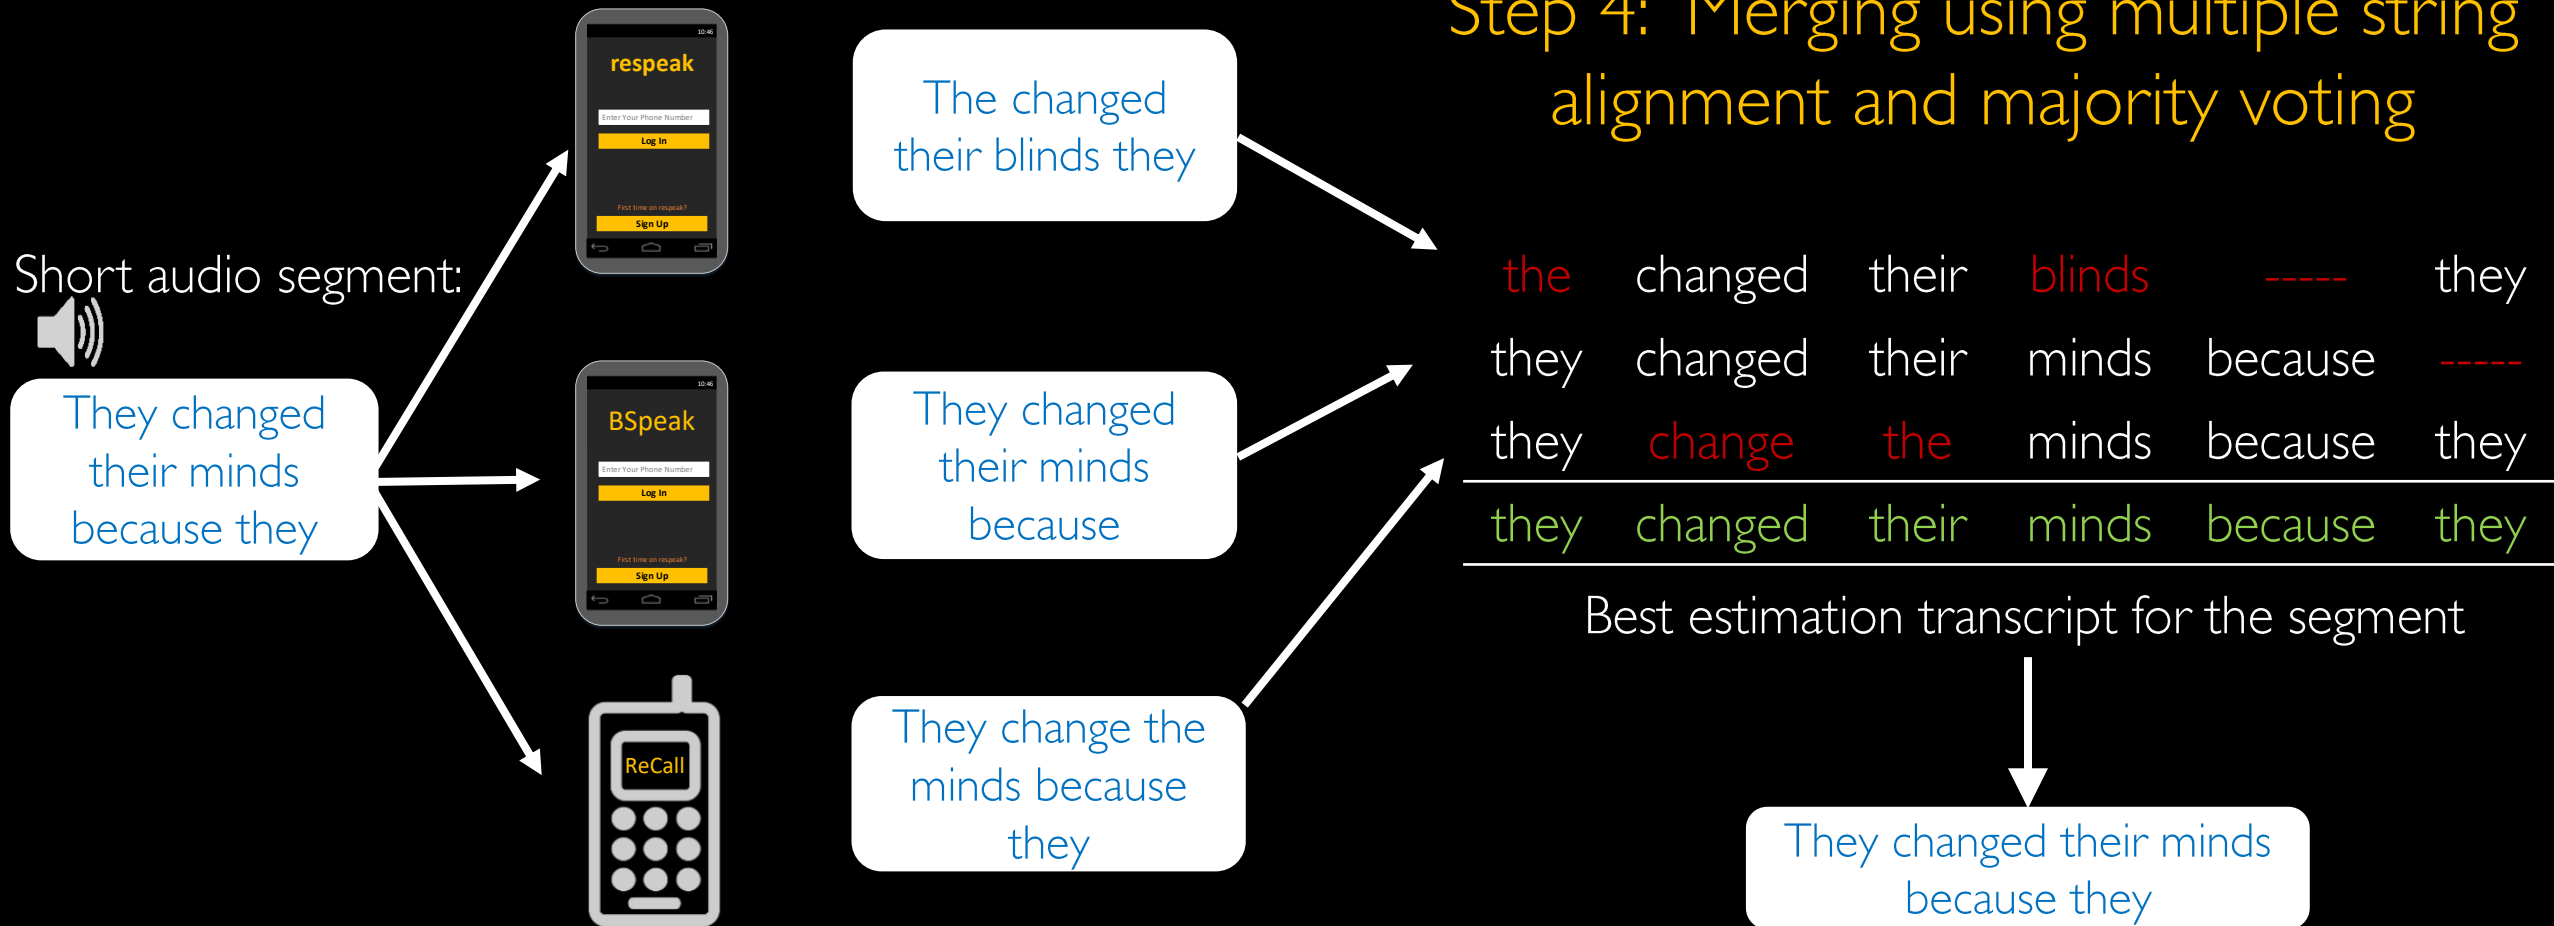 Step 4: Merging using multiple string
alignment and majority voting
Short audio segment:
They changed
their minds
because they
10:46
respeak
Enter Your Phone Number
Log In
First time on respeak?
Sign Up
10:46
BSpeak
Enter Your Phone Number
Log In
First time on respeak?
Sign Up
ReCall
The changed
their blinds they
They changed
their minds
because
They change the
minds because
they
the changed their blinds ----- they
they changed their minds because -----
they change the minds because they
they changed their minds because they
Best estimation transcript for the segment
They changed their minds
because they